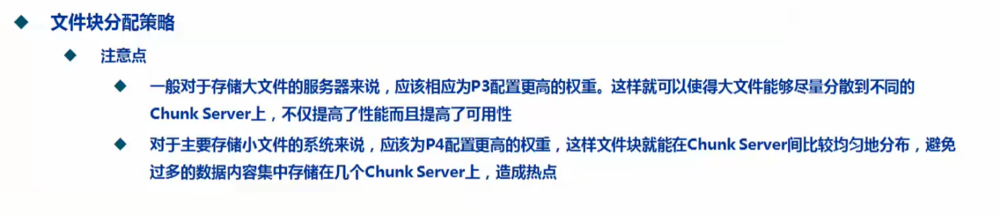 文件块分配策略
注意点
一般对于存储大文件的服务器来说，应该相应为P3配置更高的权重。这样就可以使得大文件能够尽量分散到不同的
Chunk Server上，不仅提高了性能而且提高了可用性
对于主要存储小文件的系统来说，应该为P4配置更高的权重，这样文件块就能在Chunk Server间比较均匀地分布，避免
过多的数据内容集中存储在几个Chunk Server上，造成热点